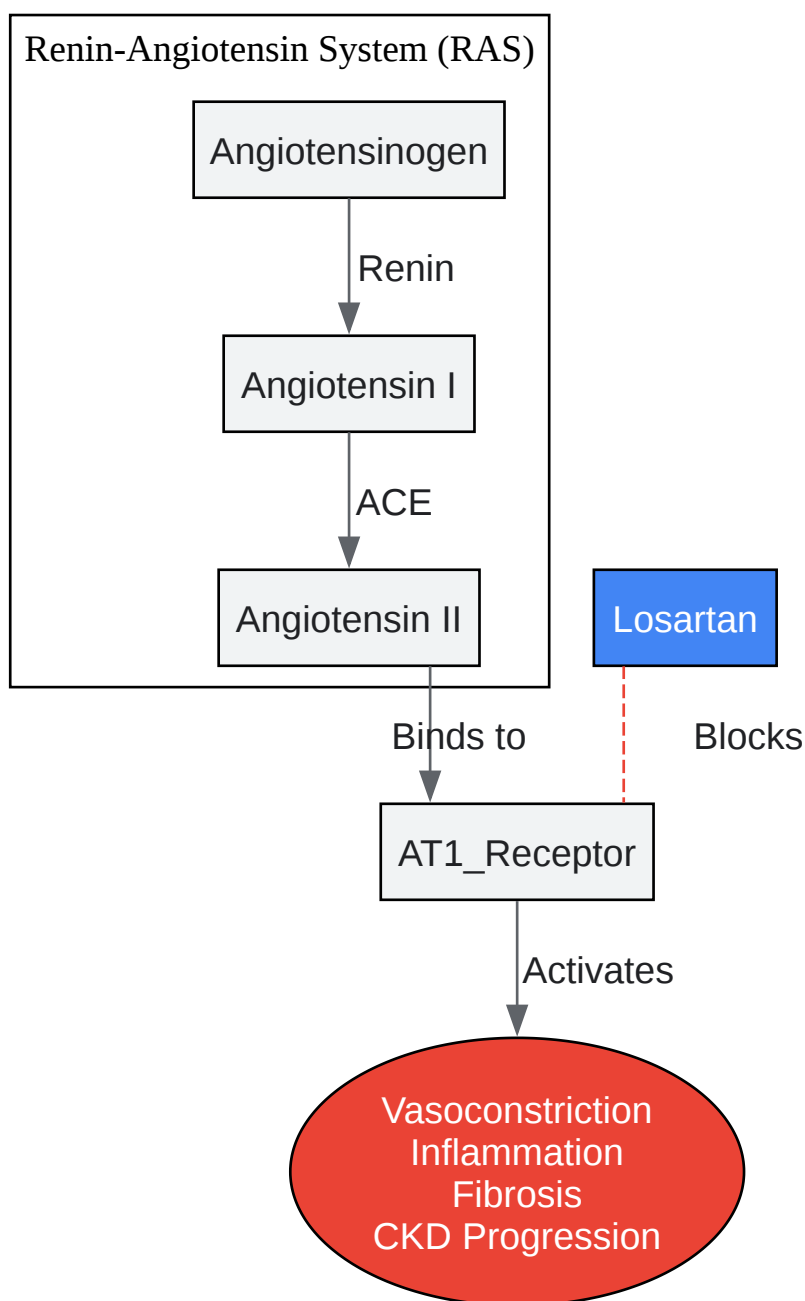 Renin-Angiotensin System (RAS)
Angiotensinogen
Renin
Angiotensin I
ACE
Angiotensin II
Losartan
Binds to
Blocks
AT1_Receptor
Activates
Vasoconstriction
Inflammation
Fibrosis
CKD Progression